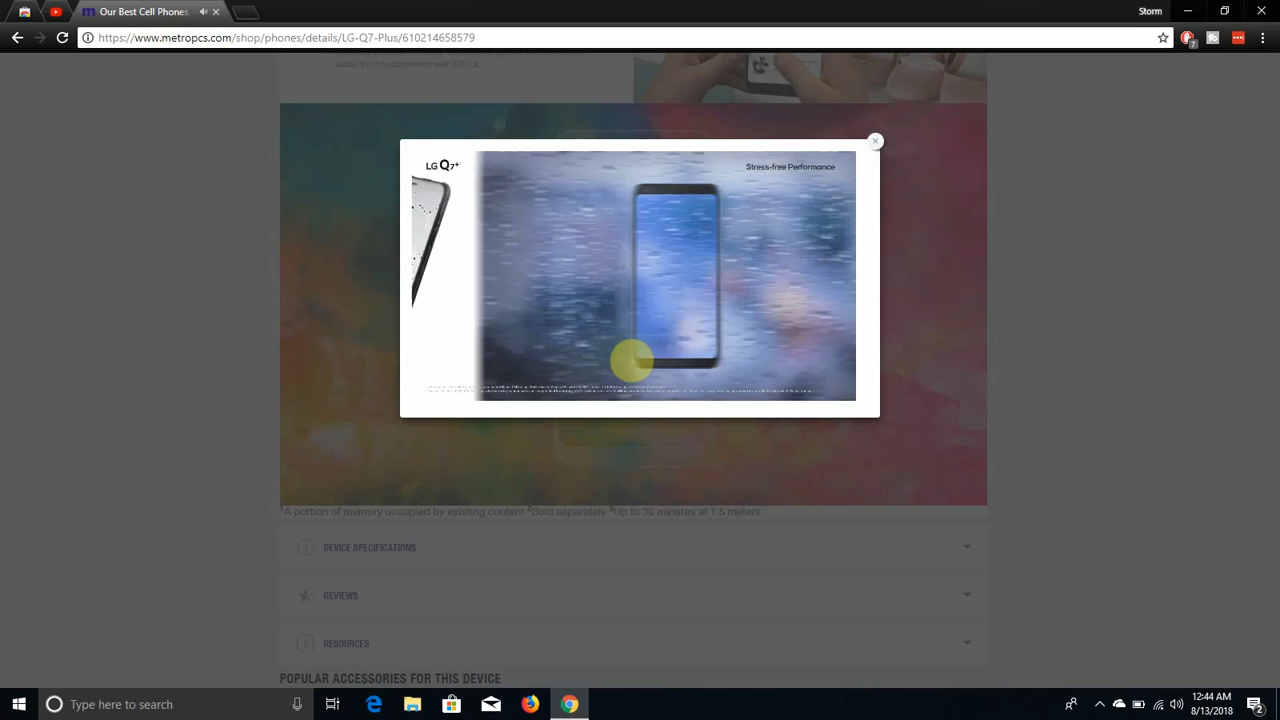 Our Best Cell Phones,
Storm
https://www.metropcs.com/shop/phones/details/LG-Q7-Plus/610214658579
7
LG Q7+
Stress-free Performance
A portion of memory occupied by existing content Sold separately Up to 30 minutes at 1.5 meters
DEVICE SPECIFICATIONS
REVIEWS
RESOURCES
POPULAR ACCESSORIES FOR THIS DEVICE
Type here to search
12:44 AM
8/13/2018
2